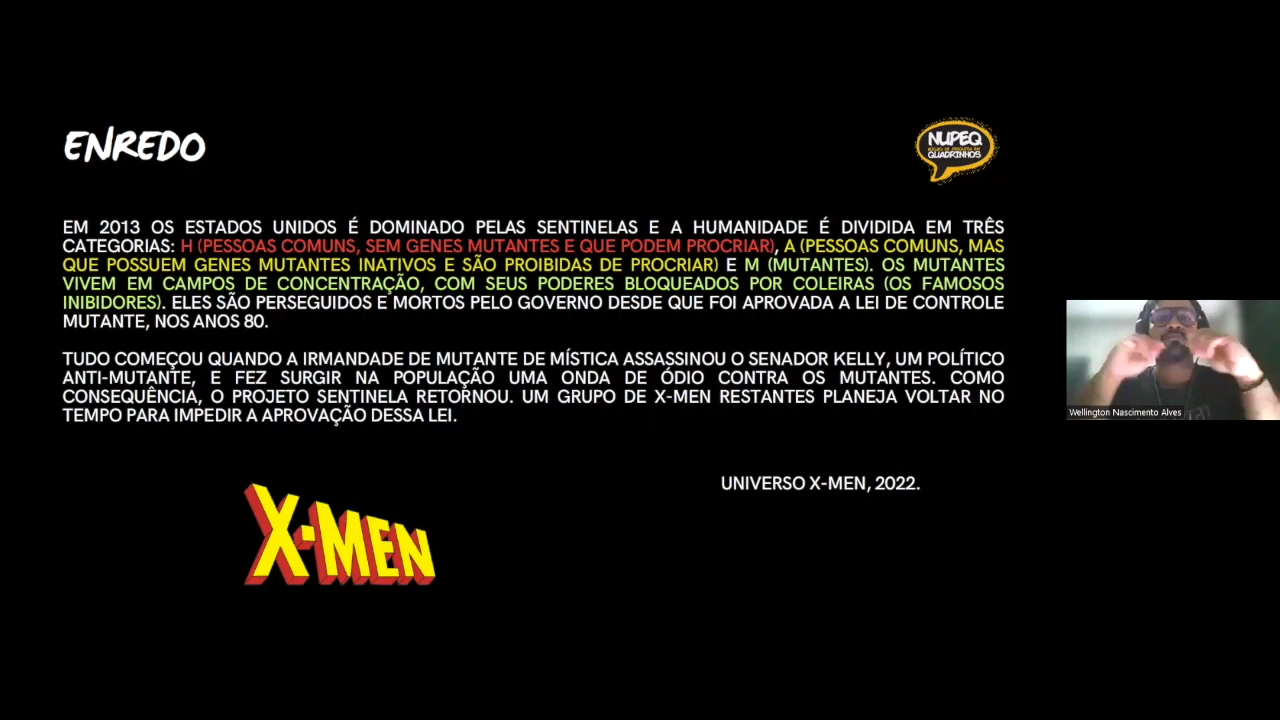 ENREDO
NUPEQ
NÚCLEO DE PESQUISA EM
QUADRINHOS
EM 2013 OS ESTADOS UNIDOS É DOMINADO PELAS SENTINELAS E A HUMANIDADE É DIVIDIDA EM TRÊS
CATEGORIAS: H (PESSOAS COMUNS, SEM GENES MUTANTES E QUE PODEM PROCRIAR), A (PESSOAS COMUNS, MAS
QUE POSSUEM GENES MUTANTES INATIVOS E SÃO PROIBIDAS DE PROCRIAR) E M (MUTANTES). OS MUTANTES
VIVEM EM CAMPOS DE CONCENTRAÇÃO, COM SEUS PODERES BLOQUEADOS POR COLEIRAS (OS FAMOSOS
INIBIDORES). ELES SÃO PERSEGUIDOS E MORTOS PELO GOVERNO DESDE QUE FOI APROVADA A LEI DE CONTROLE
MUTANTE, NOS ANOS 80.
TUDO COMEÇOU QUANDO A IRMANDADE DE MUTANTE DE MÍSTICA ASSASSINOU O SENADOR KELLY, UM POLÍTICO
ANTI-MUTANTE, E FEZ SURGIR NA POPULAÇÃO UMA ONDA DE ÓDIO CONTRA OS MUTANTES. COMO
CONSEQUÊNCIA, O PROJETO SENTINELA RETORNOU. UM GRUPO DE X-MEN RESTANTES PLANEJA VOLTAR NO
TEMPO PARA IMPEDIR A APROVAÇÃO DESSA LEI.
UNIVERSO X-MEN, 2022.
X-MEN
Wellington Nascimento Alves